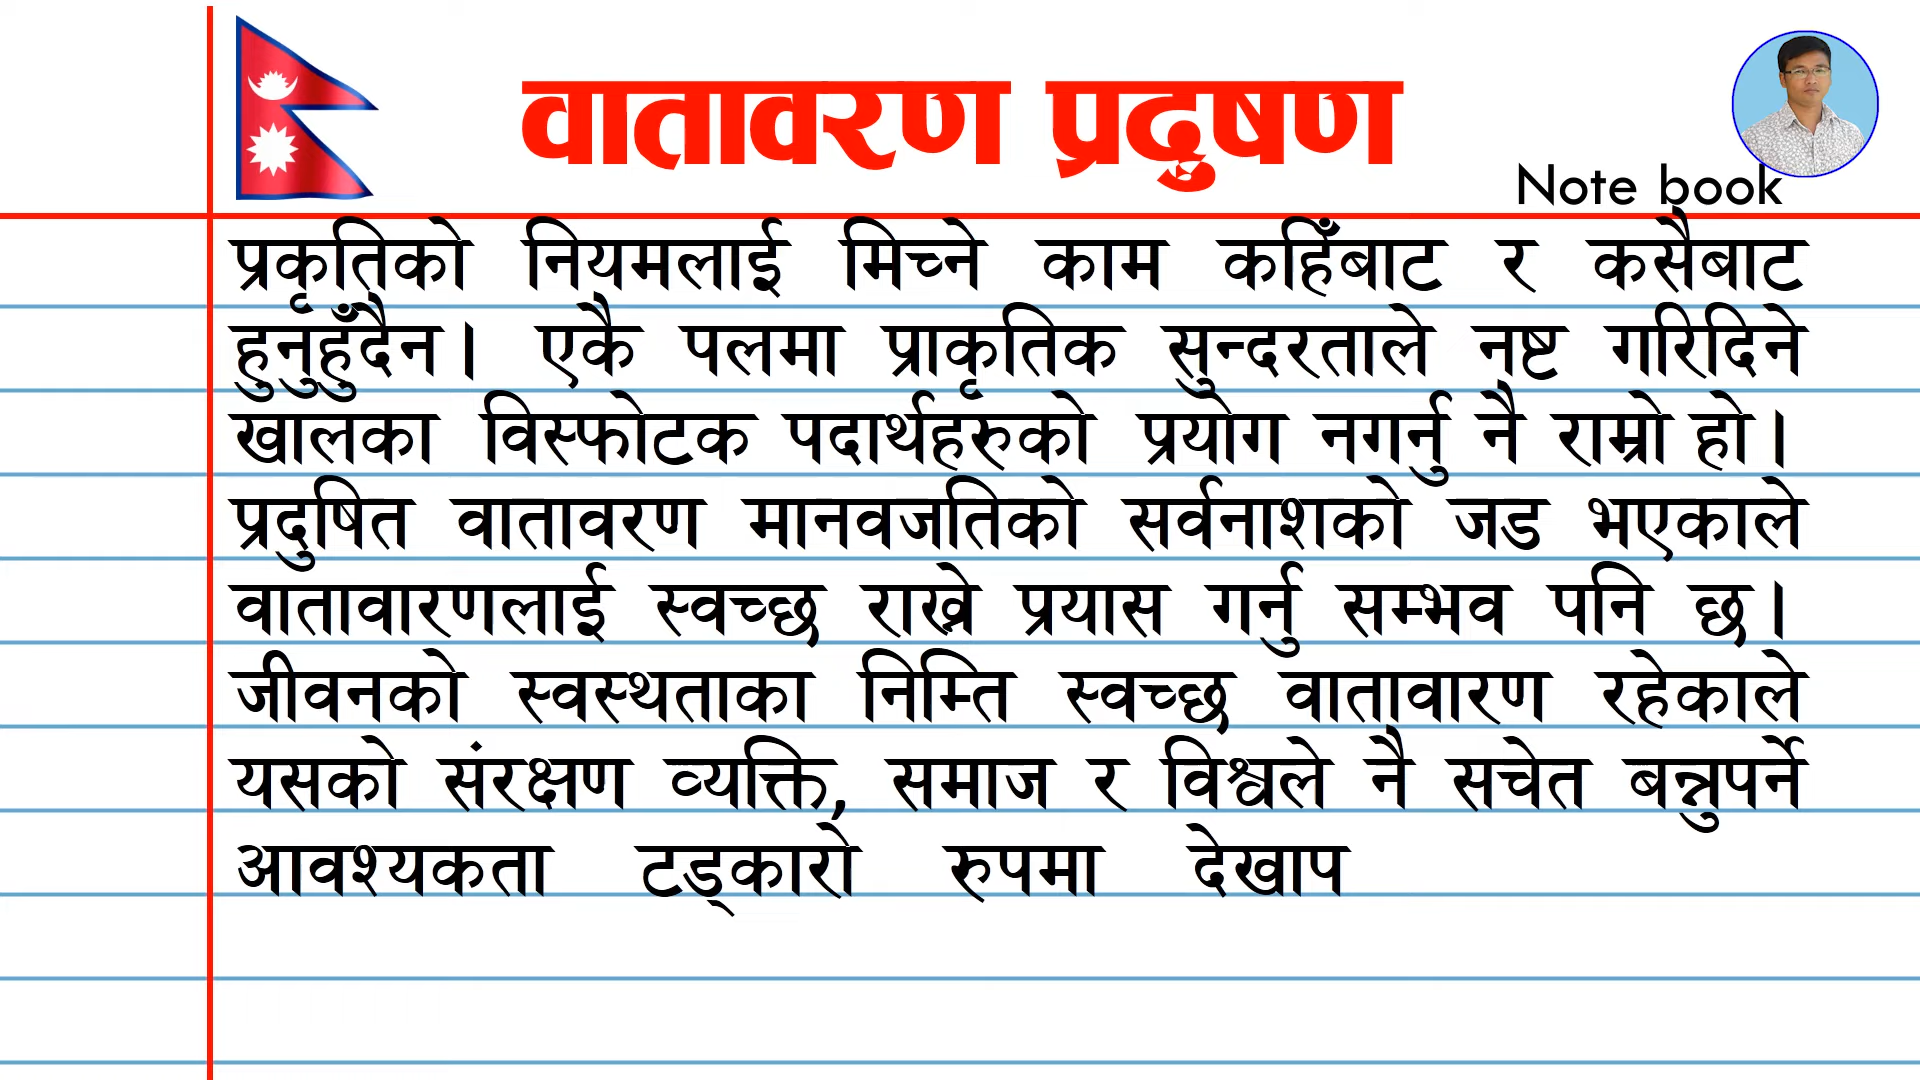 वातावरण प्रदुषण
Note book
प्रकृतिको नियमलाई मिच्ने काम कहिँबाट र कसैबाट
हुनुहुँदैन। एकै पलमा प्राकृतिक सुन्दरताले नष्ट गरिदिने
खालका विस्फोटक पदार्थहरुको प्रयोग नगर्नु नै राम्रो हो।
प्रदुषित वातावरण मानवजतिको सर्वनाशको जड भएकाले
वातावारणलाई स्वच्छ राख्ने प्रयास गर्नु सम्भव पनि छ।
जीवनको स्वस्थताका निम्ति स्वच्छ वातावारण रहेकाले
यसको संरक्षण व्यक्ति, समाज र विश्वले नै सचेत बन्नुपर्ने
आवश्यकता टड्कारो रुपमा देखाप